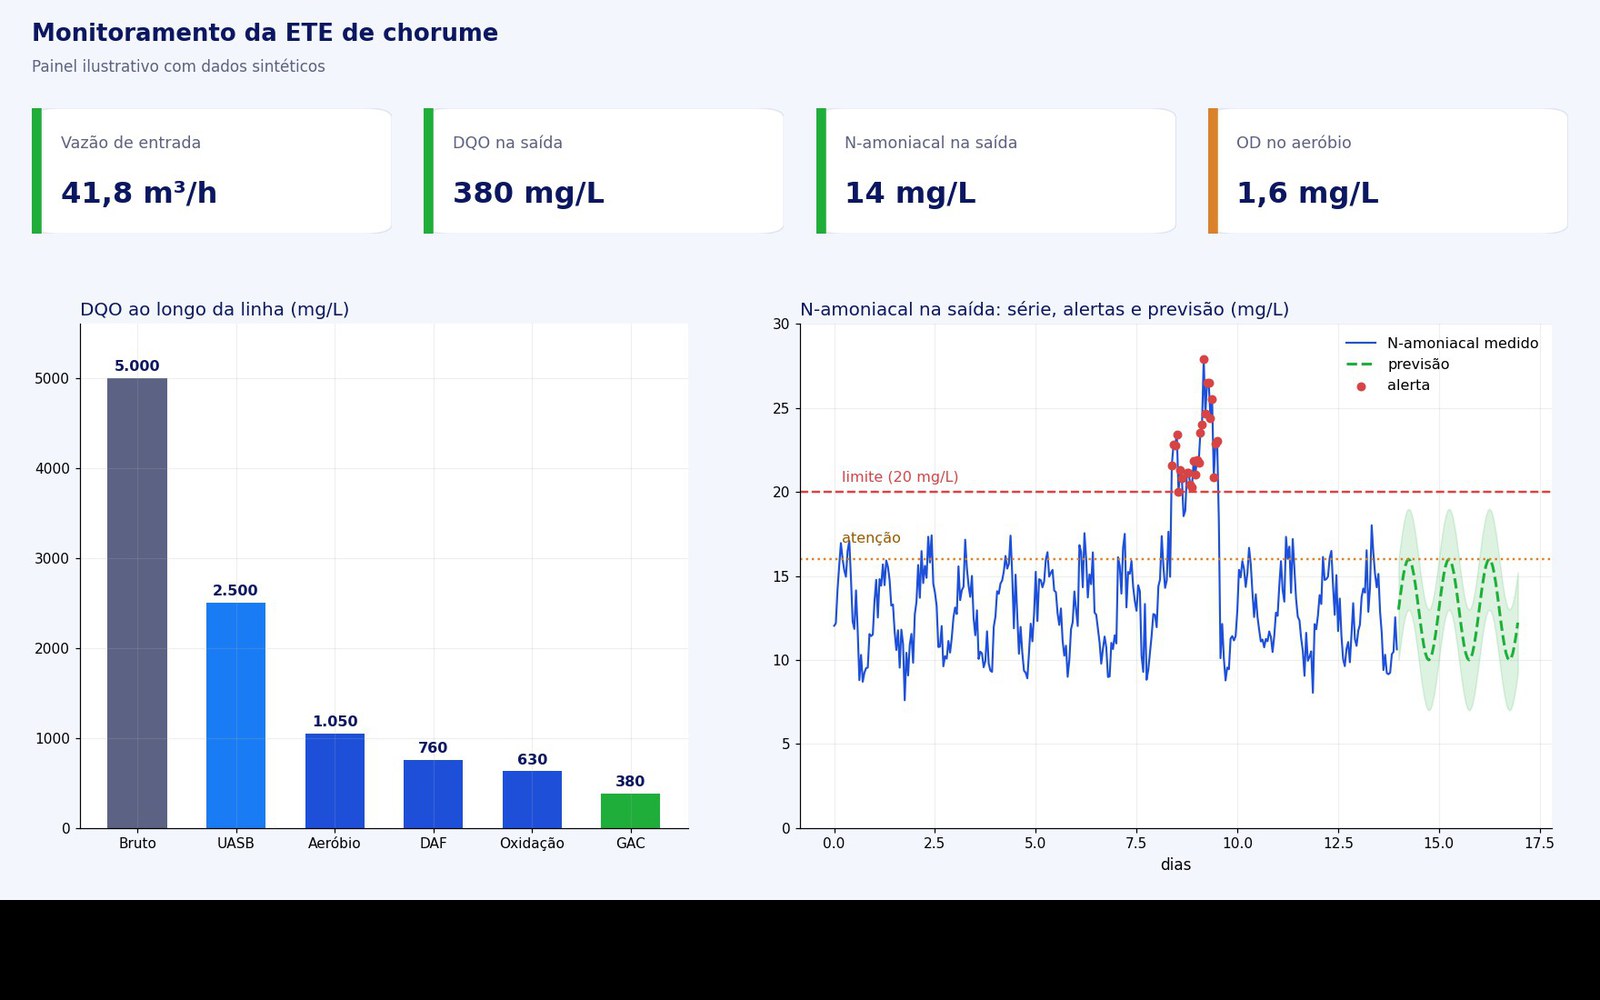 Monitoramento da ETE de chorume
Painel ilustrativo com dados sintéticos
Vazão de entrada
41,8 m³/h
DQO na saída
380 mg/L
N-amoniacal na saída
14 mg/L
OD no aeróbio
1,6 mg/L
DQO ao longo da linha (mg/L)
5000
4000
3000
2000
1000
0
5.000
2.500
1.050
760
630
380
Bruto
UASB
Aeróbio
DAF
Oxidação
GAC
N-amoniacal na saída: série, alertas e previsão (mg/L)
30
25
20
15
10
5
0
N-amoniacal medido
previsão
alerta
limite (20 mg/L)
atenção
0.0
2.5
5.0
7.5
10.0
12.5
15.0
17.5
dias